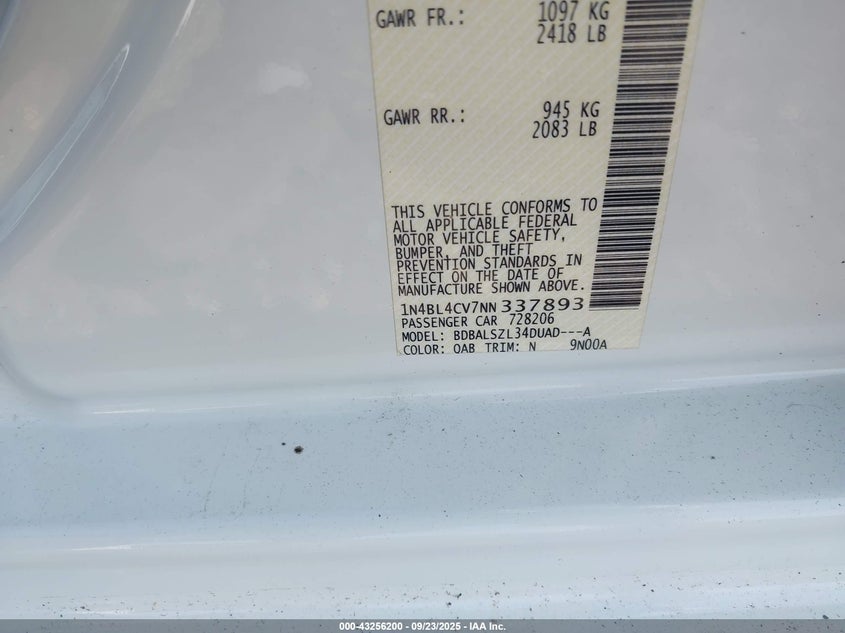 GAWR FR.: 1097 KG
2418 LB
GAWR RR.: 945 KG
2083 LB
THIS VEHICLE CONFORMS TO
ALL APPLICABLE FEDERAL
MOTOR VEHICLE SAFETY,
BUMPER, AND THEFT
PREVENTION STANDARDS IN
EFFECT ON THE DATE OF
MANUFACTURE SHOWN ABOVE.
1N4BL4CV7NN337893
PASSENGER CAR 728206
MODEL: BDBALSZL34DUAD---A
COLOR: QAB TRIM: N 9N00A
000-43256200 - 09/23/2025 - IAA Inc.